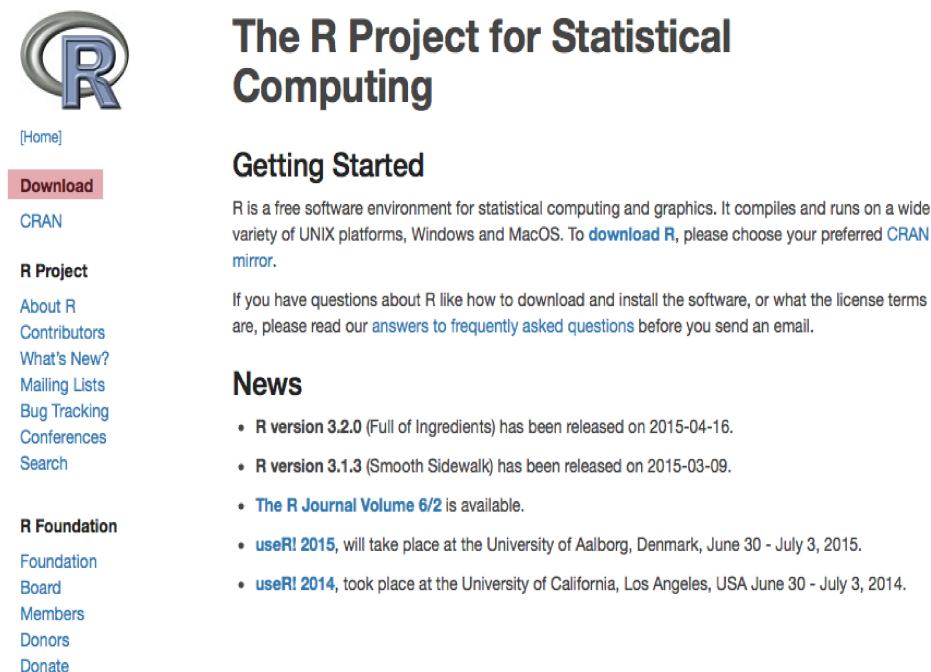 R
[Home]
Download
CRAN
R Project
About R
Contributors
What's New?
Mailing Lists
Bug Tracking
Conferences
Search
R Foundation
Foundation
Board
Members
Donors
Donate
The R Project for Statistical
Computing
Getting Started
R is a free software environment for statistical computing and graphics. It compiles and runs on a wide
variety of UNIX platforms, Windows and MacOS. To download R, please choose your preferred CRAN
mirror.
If you have questions about R like how to download and install the software, or what the license terms
are, please read our answers to frequently asked questions before you send an email.
News
• R version 3.2.0 (Full of Ingredients) has been released on 2015-04-16.
• R version 3.1.3 (Smooth Sidewalk) has been released on 2015-03-09.
• The R Journal Volume 6/2 is available.
• useR! 2015, will take place at the University of Aalborg, Denmark, June 30 - July 3, 2015.
• useR! 2014, took place at the University of California, Los Angeles, USA June 30 - July 3, 2014.